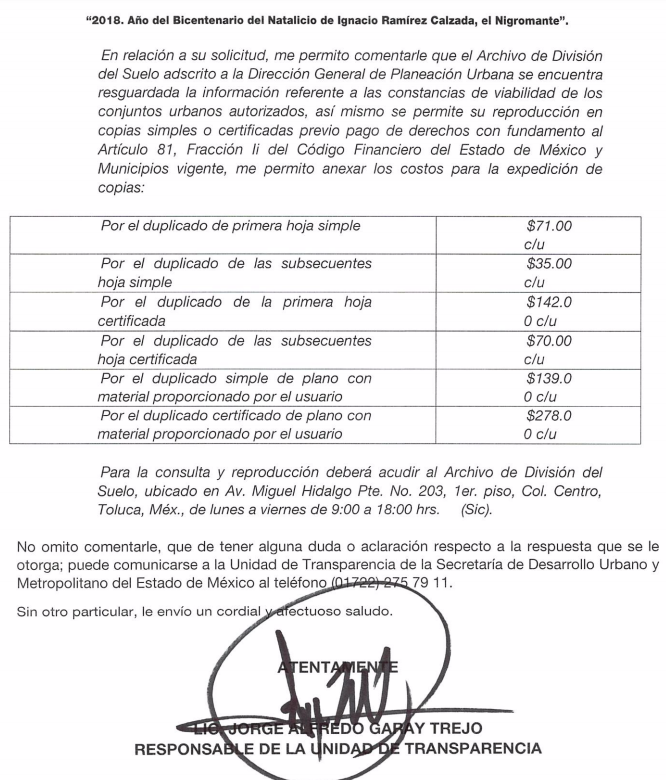 “2018. Año del Bicentenario del Natalicio de Ignacio Ramírez Calzada, el Nigromante”.
En relación a su solicitud, me permito comentarle que el Archivo de División
del Suelo adscrito a la Dirección General de Planeación Urbana se encuentra
resguardada la información referente a las constancias de viabilidad de los
conjuntos urbanos autorizados, así mismo se permite su reproducción en
copias simples o certificadas previo pago de derechos con fundamento al
Artículo 81, Fracción Ii del Código Financiero del Estado de México y
Municipios vigente, me permito anexar los costos para la expedición de
copias:
Por el duplicado de primera hoja simple $71.00
c/u
Por el duplicado de las subsecuentes $35.00
hoja simple c/u
Por el duplicado de la primera hoja $142.0
certificada 0 c/u
Por el duplicado de las subsecuentes $70.00
hoja certificada c/u
Por el duplicado simple de plano con $139.0
material proporcionado por el usuario 0 c/u
Por el duplicado certificado de plano con $278.0
material proporcionado por el usuario 0 c/u
Para la consulta y reproducción deberá acudir al Archivo de División del
Suelo, ubicado en Av. Miguel Hidalgo Pte. No. 203, 1er. piso, Col. Centro,
Toluca, Méx., de lunes a viernes de 9:00 a 18:00 hrs. (Sic).
No omito comentarle, que de tener alguna duda o aclaración respecto a la respuesta que se le
otorga; puede comunicarse a la Unidad de Transparencia de la Secretaría de Desarrollo Urbano y
Metropolitano del Estado de México al teléfono (01722) 275 79 11.
Sin otro particular, le envío un cordial y afectuoso saludo.
ATENTAMENTE
LIC. JORGE ALFREDO GARAY TREJO
RESPONSABLE DE LA UNIDAD DE TRANSPARENCIA